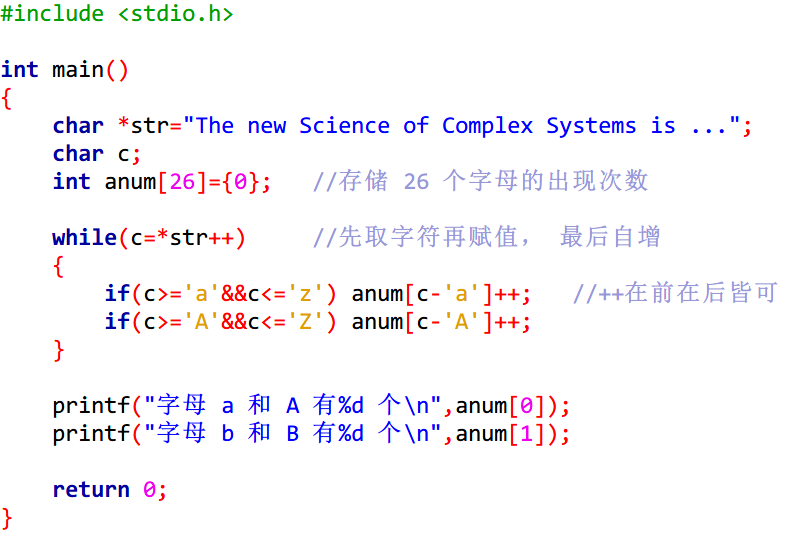 #include <stdio.h>
int main()
{
char *str="The new Science of Complex Systems is ...";
char c;
int anum[26]={0};   //存储 26 个字母的出现次数
while(c=*str++)     //先取字符再赋值， 最后自增
{
if(c>='a'&&c<='z') anum[c-'a']++;   //++在前在后皆可
if(c>='A'&&c<='Z') anum[c-'A']++;
}
printf("字母 a 和 A 有%d 个\n",anum[0]);
printf("字母 b 和 B 有%d 个\n",anum[1]);
return 0;
}